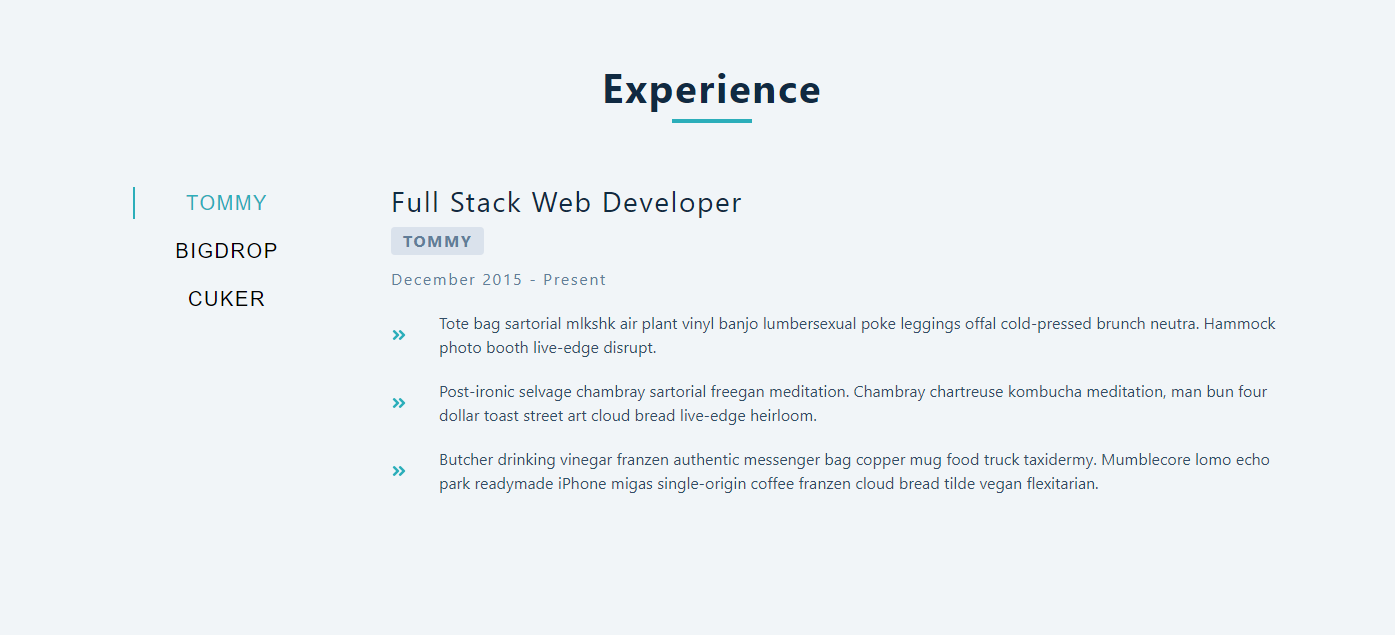 Experience
TOMMY
BIGDROP
CUKER
Full Stack Web Developer
TOMMY
December 2015 - Present
Tote bag sartorial mlkshk air plant vinyl banjo lumbersexual poke leggings offal cold-pressed brunch neutra. Hammock
photo booth live-edge disrupt.
Post-ironic selvage chambray sartorial freegan meditation. Chambray chartreuse kombucha meditation, man bun four
dollar toast street art cloud bread live-edge heirloom.
Butcher drinking vinegar franzen authentic messenger bag copper mug food truck taxidermy. Mumblecore lomo echo
park readymade iPhone migas single-origin coffee franzen cloud bread tilde vegan flexitarian.